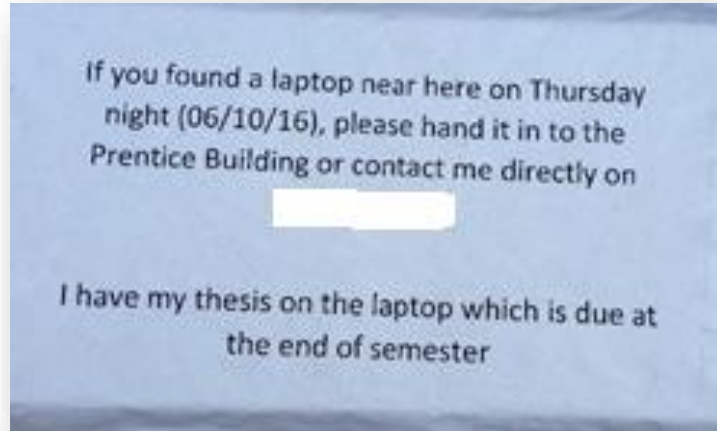 If you found a laptop near here on Thursday
night (06/10/16), please hand it in to the
Prentice Building or contact me directly on
I have my thesis on the laptop which is due at
the end of semester